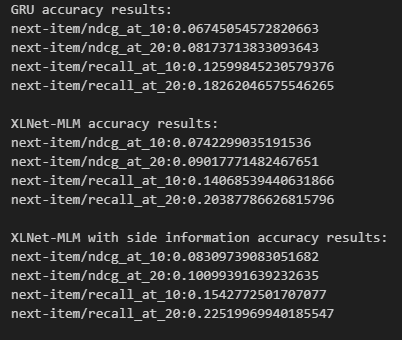 GRU accuracy results:
next-item/ndcg_at_10:0.06745054572820663
next-item/ndcg_at_20:0.08173713833093643
next-item/recall_at_10:0.12599845230579376
next-item/recall_at_20:0.18262046575546265
XLNet-MLM accuracy results:
next-item/ndcg_at_10:0.0742299035191536
next-item/ndcg_at_20:0.09017771482467651
next-item/recall_at_10:0.14068539440631866
next-item/recall_at_20:0.20387786626815796
XLNet-MLM with side information accuracy results:
next-item/ndcg_at_10:0.08309739083051682
next-item/ndcg_at_20:0.10099391639232635
next-item/recall_at_10:0.1542772501707077
next-item/recall_at_20:0.22519969940185547